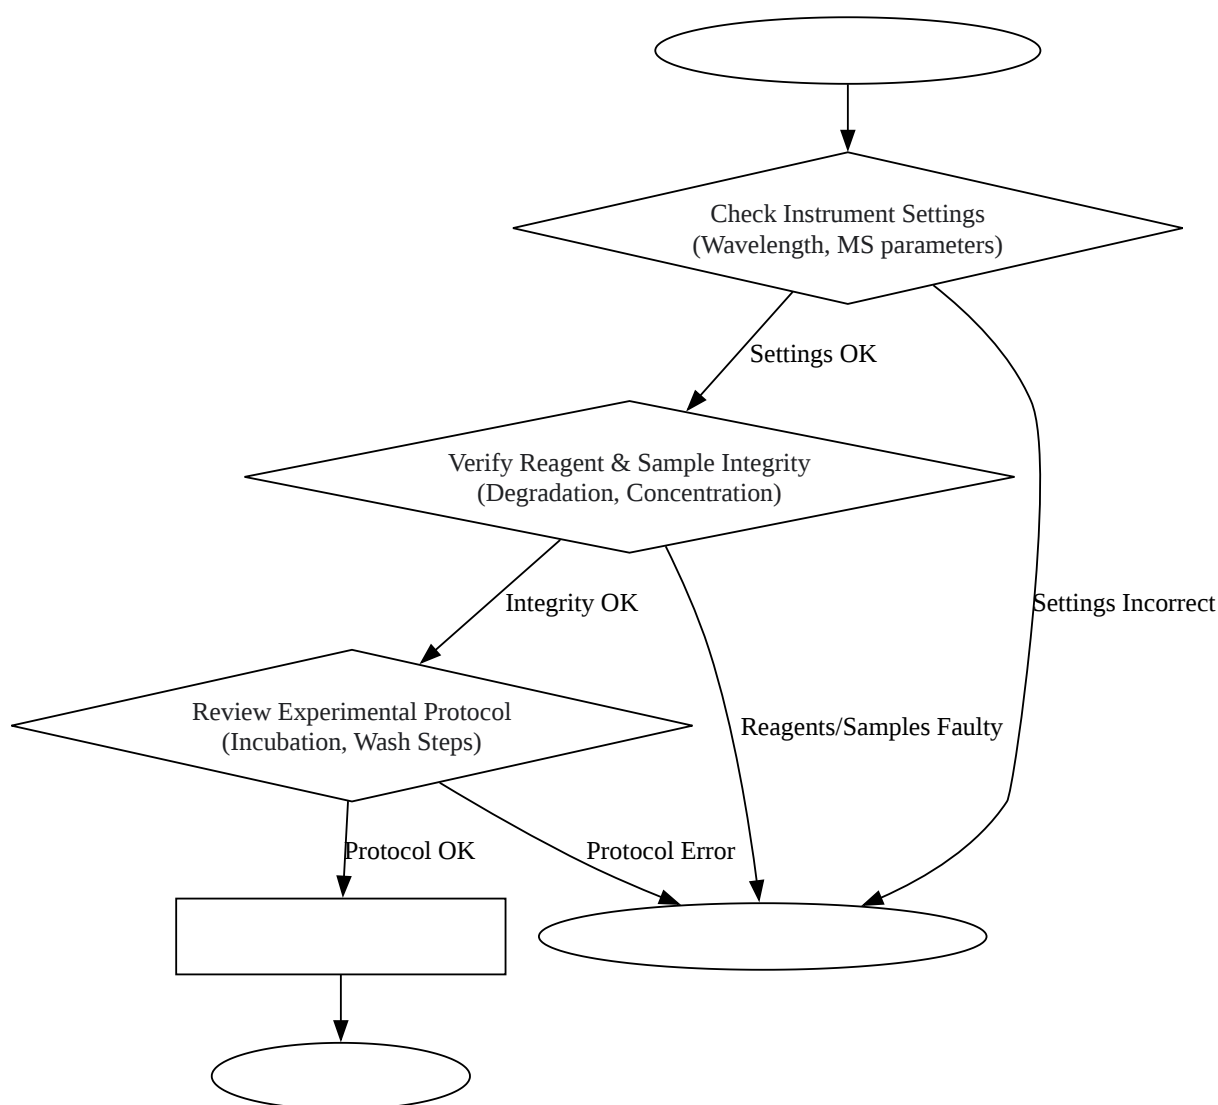 Check Instrument Settings
(Wavelength, MS parameters)
Settings OK
Verify Reagent & Sample Integrity
(Degradation, Concentration)
Integrity OK
Settings Incorrect
Review Experimental Protocol
(Incubation, Wash Steps)
Reagents/Samples Faulty
Protocol OK
Protocol Error